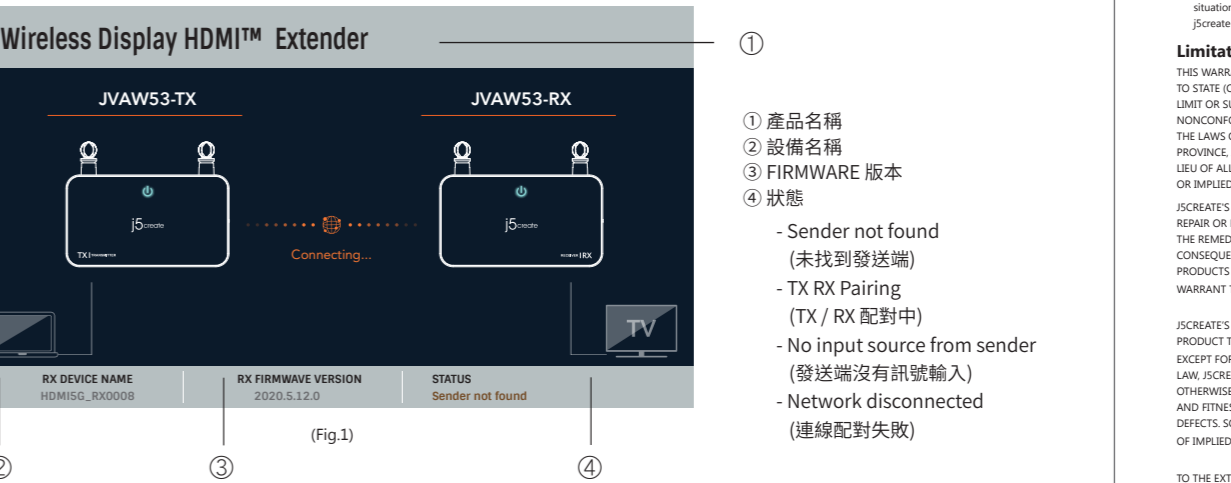 Wireless Display HDMI™ Extender
①
JVAW53-TX
JVAW53-RX
j5create
j5create
TX
RX
Connecting...
TV
RX DEVICE NAME
HDMI5G_RX0008
RX FIRMWAVE VERSION
2020.5.12.0
STATUS
Sender not found
(Fig.1)
②
③
④
① 產品名稱
② 設備名稱
③ FIRMWARE 版本
④ 狀態
- Sender not found
(未找到發送端)
- TX RX Pairing
(TX / RX 配對中)
- No input source from sender
(發送端沒有訊號輸入)
- Network disconnected
(連線配對失敗)
j5create
THIS WARR
TO STATE (C
LIMIT OR SU
NONCONFO
THE LAWS O
PROVINCE,
LIEU OF ALL
OR IMPLIED
J5CREATE'S
REPAIR OR
THE REMED
CONSEQUE
PRODUCTS
WARRANT T
J5CREATE'S
PRODUCT T
EXCEPT FOR
LAW, J5CRE
OTHERWISE
AND FITNES
DEFECTS. SO
OF IMPLIED
TO THE EXT